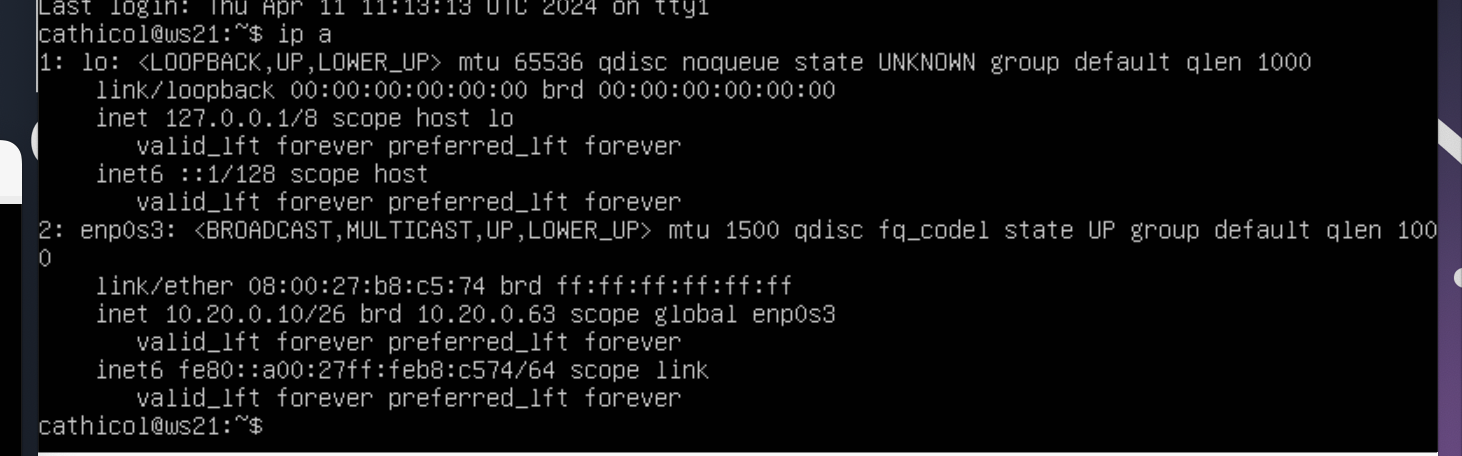 Last login: Thu Apr 11 11:13:13 UTC 2024 on tty1
cathicol@ws21:~$ ip a
1: lo: <LOOPBACK,UP,LOWER_UP> mtu 65536 qdisc noqueue state UNKNOWN group default qlen 1000
    link/loopback 00:00:00:00:00:00 brd 00:00:00:00:00:00
    inet 127.0.0.1/8 scope host lo
       valid_lft forever preferred_lft forever
    inet6 ::1/128 scope host
       valid_lft forever preferred_lft forever
2: enp0s3: <BROADCAST,MULTICAST,UP,LOWER_UP> mtu 1500 qdisc fq_codel state UP group default qlen 100
0
    link/ether 08:00:27:b8:c5:74 brd ff:ff:ff:ff:ff:ff
    inet 10.20.0.10/26 brd 10.20.0.63 scope global enp0s3
       valid_lft forever preferred_lft forever
    inet6 fe80::a00:27ff:feb8:c574/64 scope link
       valid_lft forever preferred_lft forever
cathicol@ws21:~$